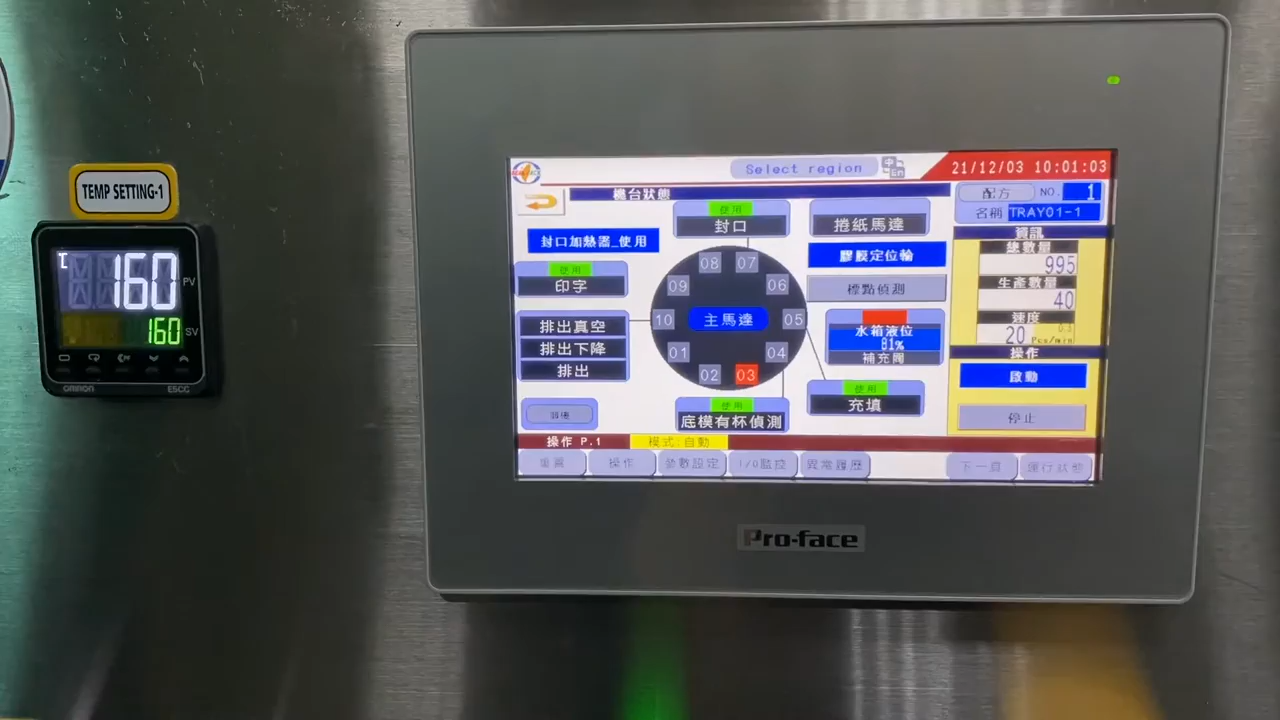 TEMP SETTING-1
℃
160
PV
160
SV
OMRON
E5CC
Select region
中
En
21/12/03 10:01:03
機台狀態
配方
NO.
1
名稱
TRAY01-1
使用
封口
捲紙馬達
封口加熱器_使用
膠膜定位輪
使用
印字
標點偵測
08
07
09
06
10
主馬達
05
01
04
02
03
排出真空
排出下降
排出
水箱液位
81%
補充閥
使用
充填
使用
底模有杯偵測
資訊
總數量
995
生產數量
40
速度
20
Pcs/min
操作
啟動
停止
操作 P.1
模式:自動
操作
參數設定
I/O監控
異常履歷
下一頁
運行狀態
Pro-face